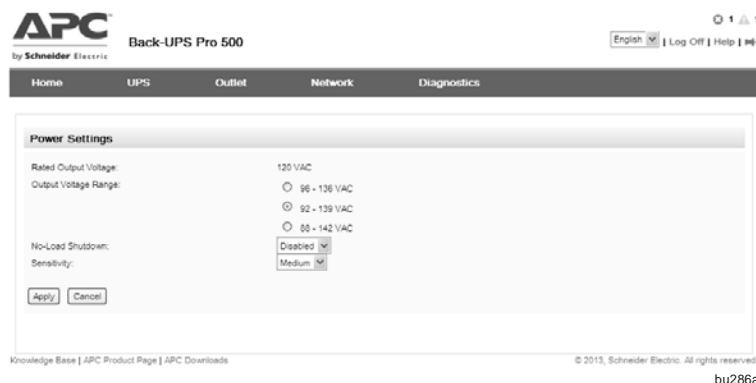 APC
by Schneider Electric
Back-UPS Pro 500
1
English | Log Off | Help |
Home UPS Outlet Network Diagnostics
Power Settings
Rated Output Voltage: 120 VAC
Output Voltage Range: 96 - 136 VAC
92 - 139 VAC
88 - 142 VAC
No-Load Shutdown: Disabled
Sensitivity: Medium
Apply Cancel
Knowledge Base | APC Product Page | APC Downloads © 2013, Schneider Electric. All rights reserved
bu286a